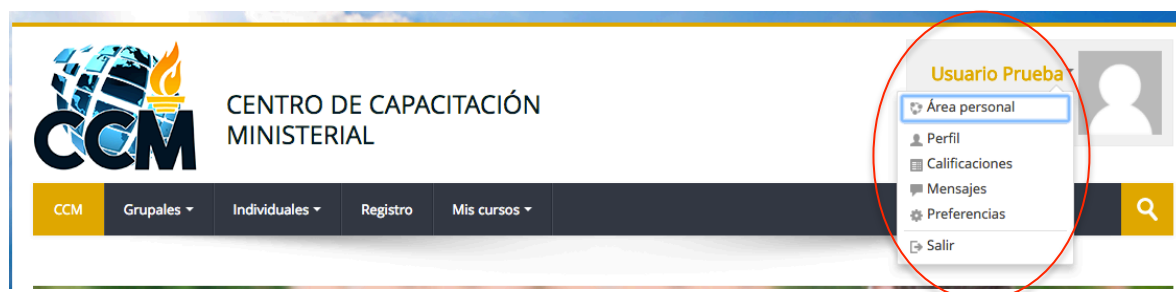 CCM
CENTRO DE CAPACITACIÓN
MINISTERIAL
Usuario Prueba
Área personal
Perfil
Calificaciones
Mensajes
Preferencias
Salir
CCM Grupales Individuales Registro Mis cursos